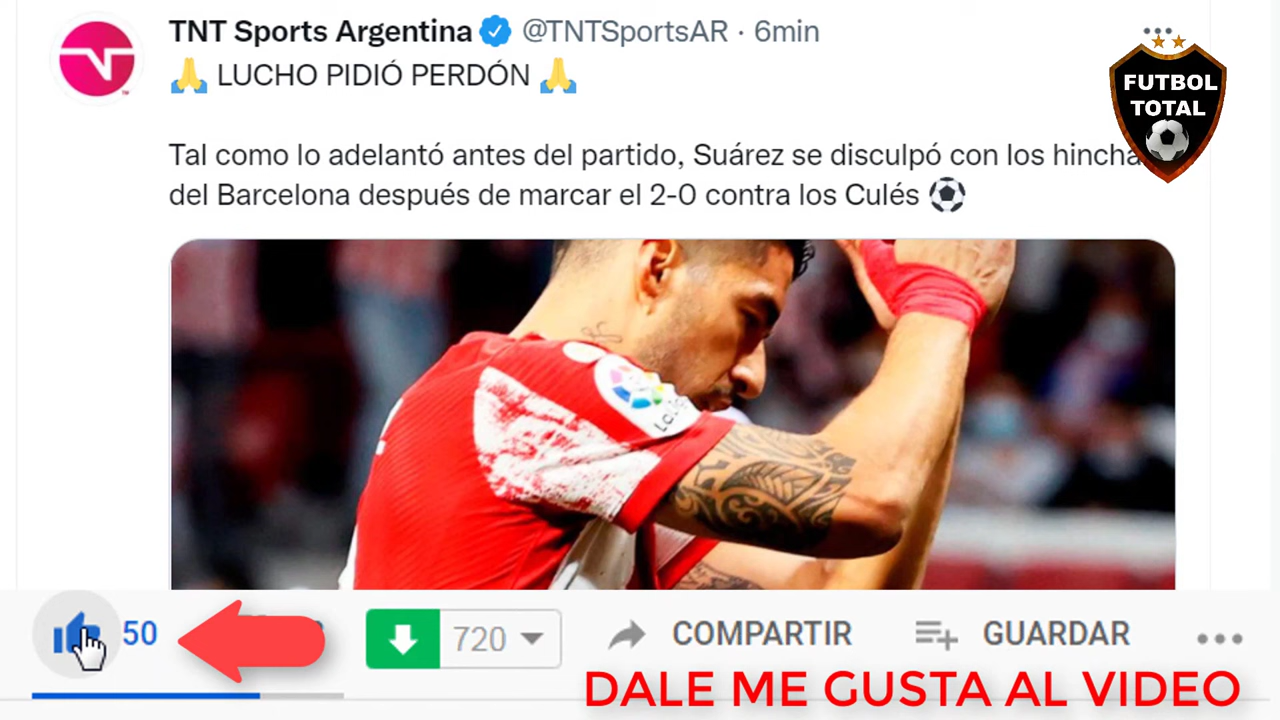 TNT Sports Argentina @TNTSportsAR · 6min
🙏 LUCHO PIDIÓ PERDÓN 🙏
FUTBOL
TOTAL
Tal como lo adelantó antes del partido, Suárez se disculpó con los
del Barcelona después de marcar el 2-0 contra los Culés ⚽
50
720
COMPARTIR
GUARDAR
DALE ME GUSTA AL VIDEO